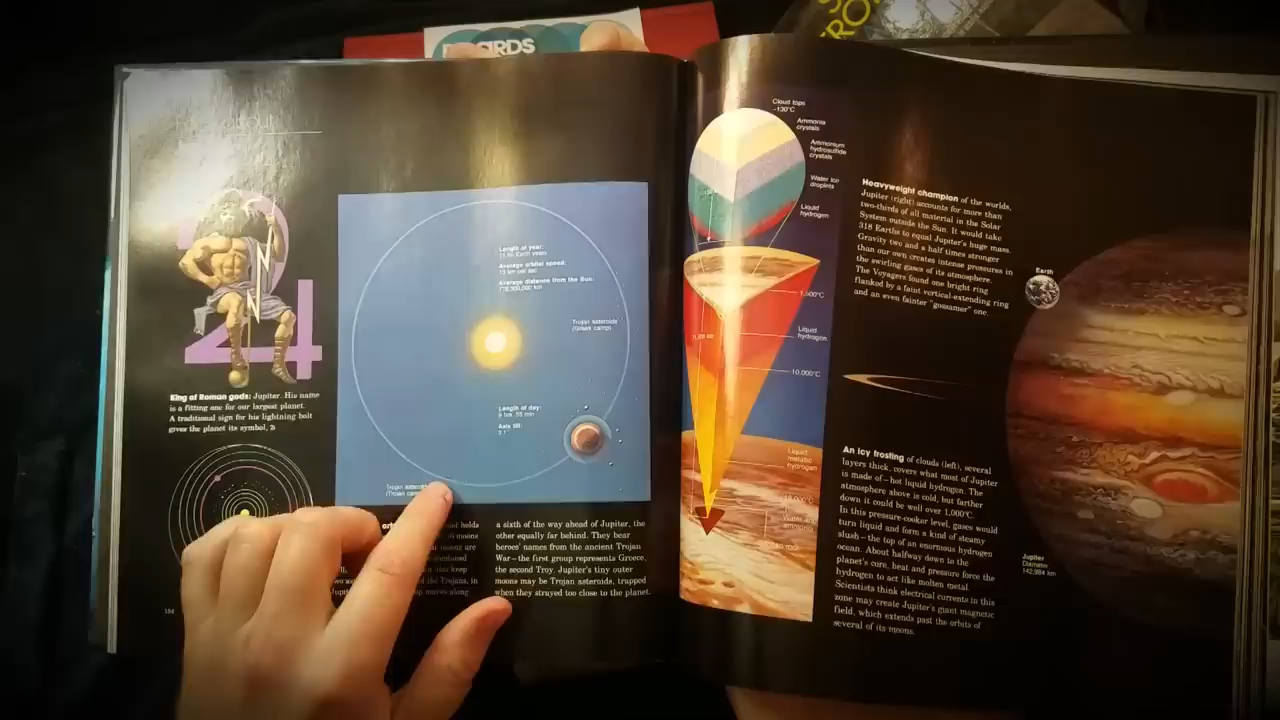 King of Roman gods: Jupiter. His name
is a fitting one for our largest planet.
A traditional sign for his lightning bolt
gives the planet its symbol, ♃
Length of year:
Average orbital speed:
13 km per sec
Average distance from the Sun:
Trojan asteroids
(Greek camp)
Length of day:
9 hrs 55 min
Axis tilt:
3.1°
Trojan asteroids
(Trojan camp)
holds
moons
are
keep
the Trojans, in
moves along
a sixth of the way ahead of Jupiter, the
other equally far behind. They bear
heroes' names from the ancient Trojan
War—the first group represents Greece,
the second Troy. Jupiter's tiny outer
moons may be Trojan asteroids, trapped
when they strayed too close to the planet.
Cloud tops
-130°C
Ammonia
crystals
Ammonium
hydrosulfide
crystals
Water ice
droplets
Liquid
hydrogen
Liquid
hydrogen
10,000°C
Liquid
metallic
hydrogen
Heavyweight champion of the worlds,
Jupiter (right) accounts for more than
two-thirds of all material in the Solar
System outside the Sun. It would take
318 Earths to equal Jupiter's huge mass.
Gravity two and a half times stronger
than our own creates intense pressures in
the swirling gases of its atmosphere.
The Voyagers found one bright ring
flanked by a faint vertical-extending ring
and an even fainter "gossamer" one.
Earth
An icy frosting of clouds (left), several
layers thick, covers what most of Jupiter
is made of—hot liquid hydrogen. The
atmosphere above is cold, but farther
down it could be well over 1,000°C.
In this pressure-cooker level, gases would
turn liquid and form a kind of steamy
slush—the top of an enormous hydrogen
ocean. About halfway down to the
planet's core, heat and pressure force the
hydrogen to act like molten metal.
Scientists think electrical currents in this
zone may create Jupiter's giant magnetic
field, which extends past the orbits of
several of its moons.
Jupiter
Diameter:
142,984 km